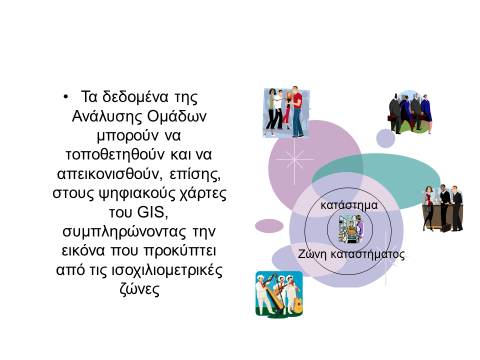 • Τα δεδομένα της
Ανάλυσης Ομάδων
μπορούν να
τοποθετηθούν και να
απεικονισθούν, επίσης,
στους ψηφιακούς χάρτες
του GIS,
συμπληρώνοντας την
εικόνα που προκύπτει
από τις ισοχιλιομετρικές
ζώνες
κατάστημα
Ζώνη καταστήματος